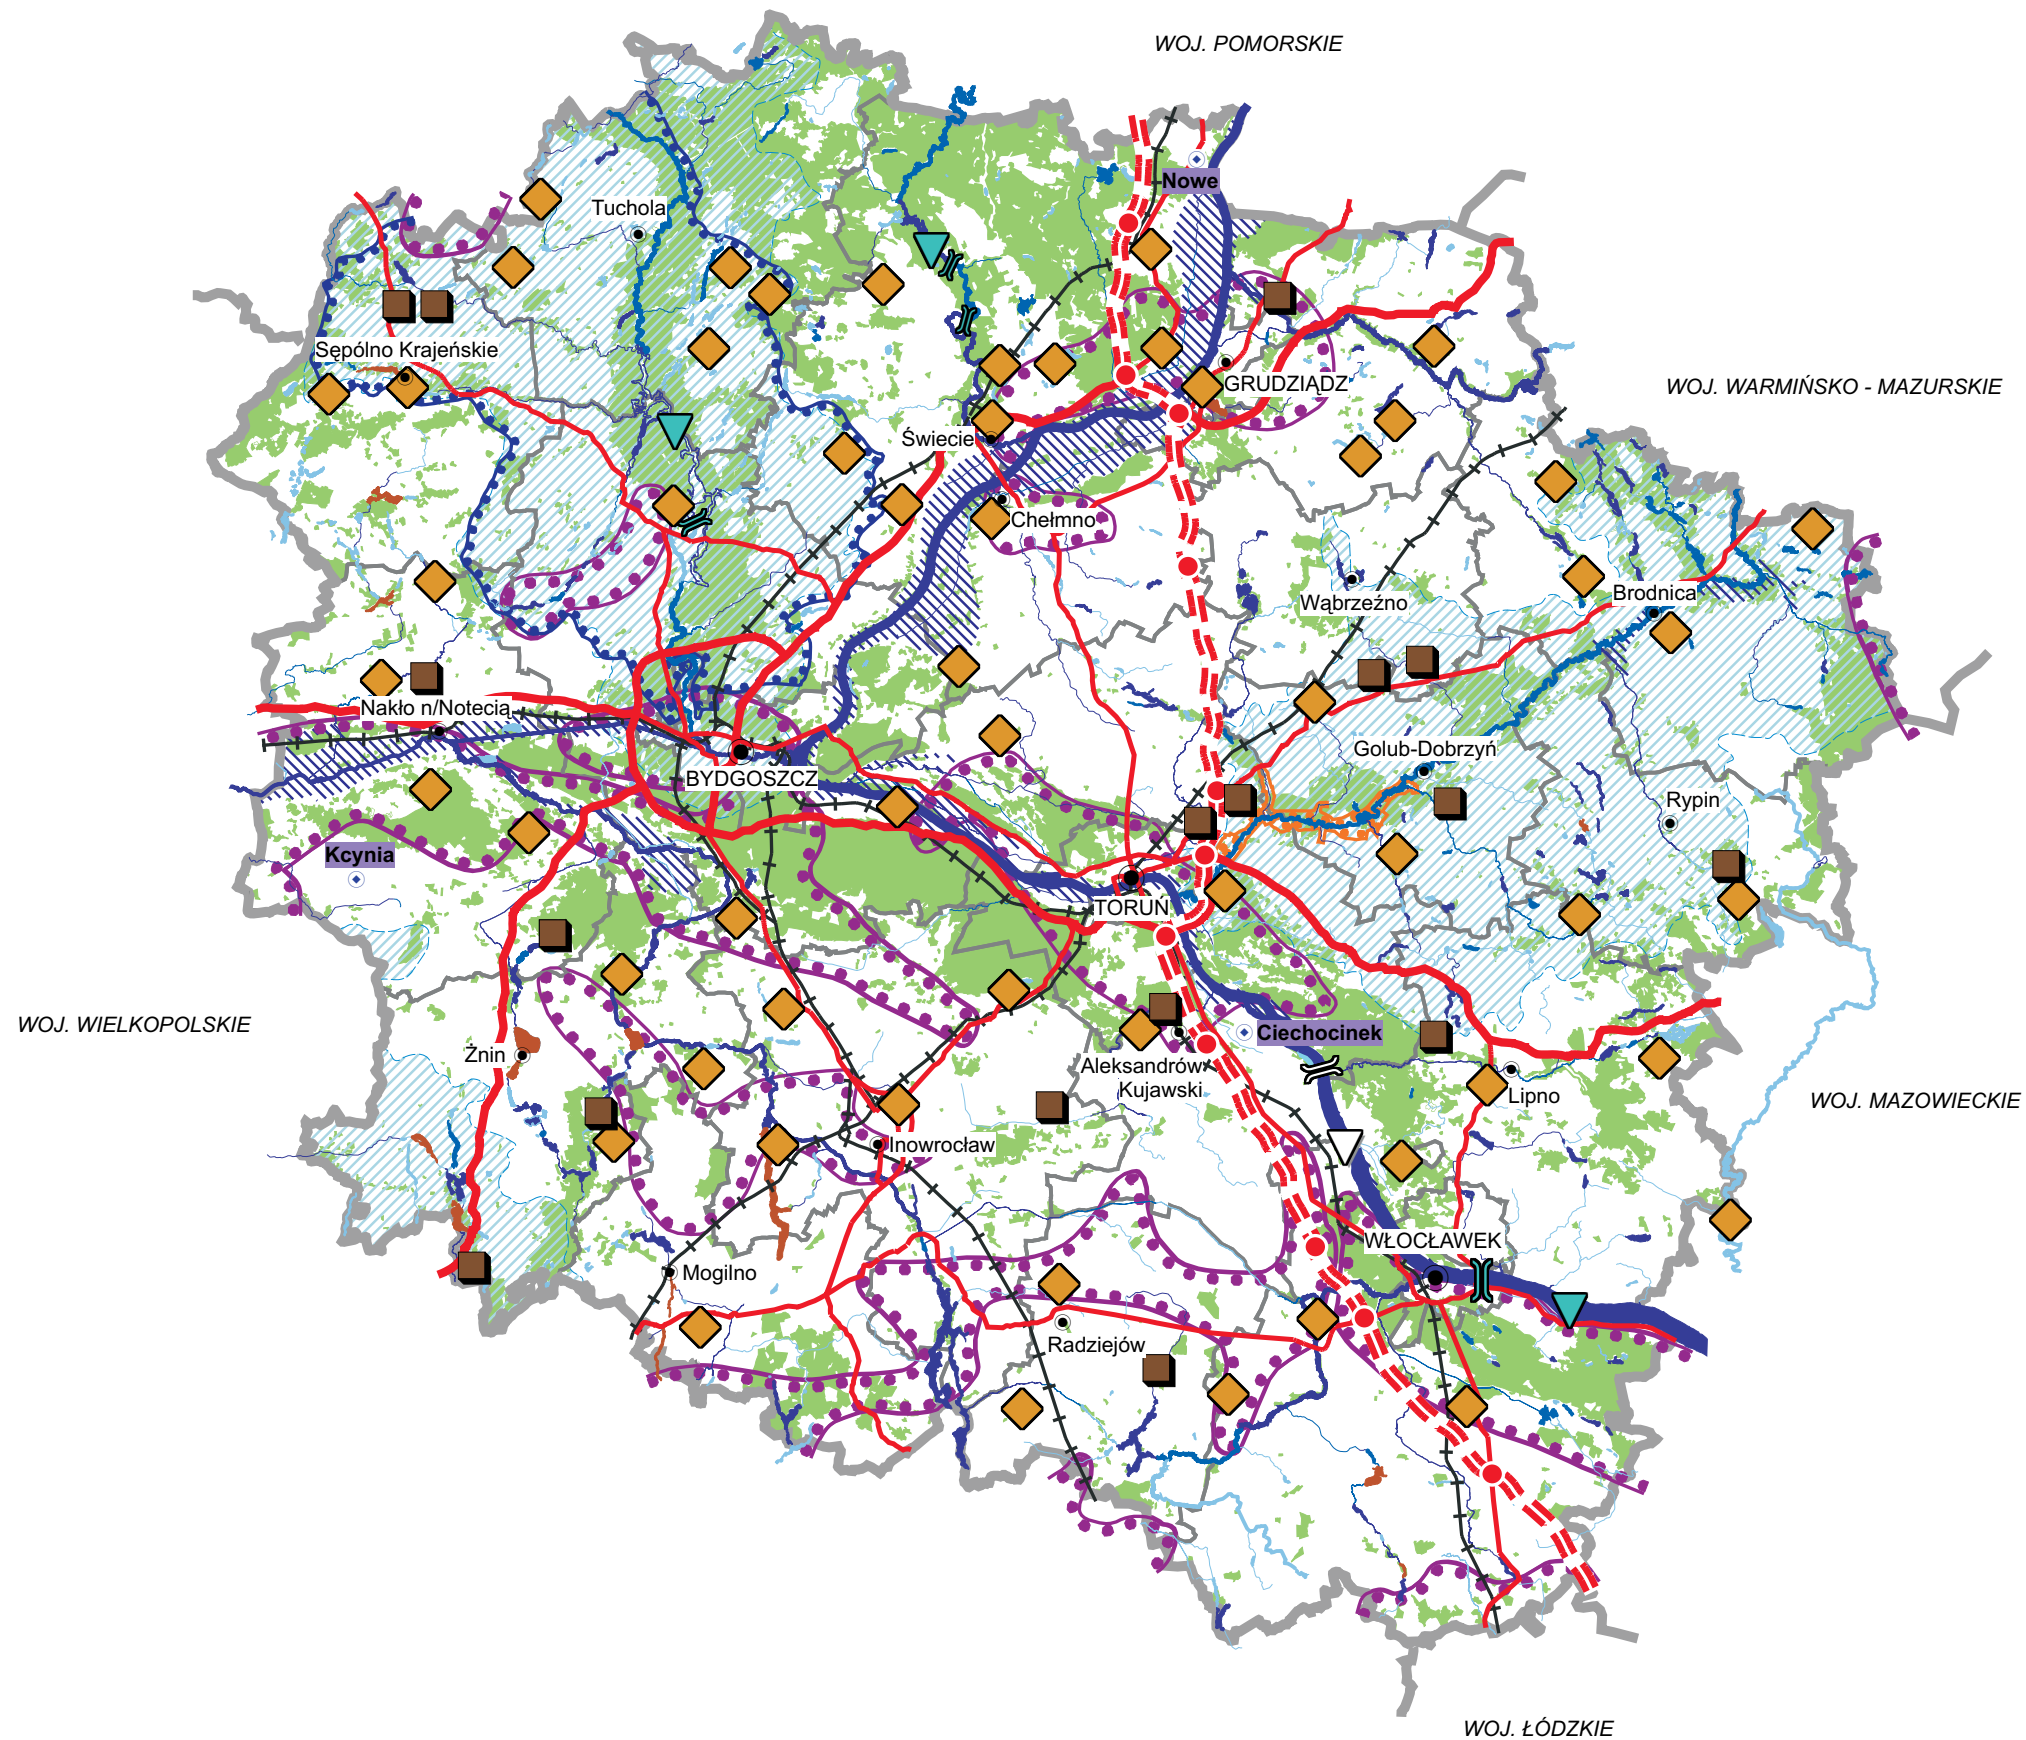 WOJ. POMORSKIE
Nowe
Tuchola
Sępólno Krajeńskie
GRUDZIĄDZ
WOJ. WARMIŃSKO - MAZURSKIE
Świecie
Chełmno
Brodnica
Wąbrzeźno
Nakło n/Notecią
Golub-Dobrzyń
BYDGOSZCZ
Rypin
Kcynia
TORUŃ
WOJ. WIELKOPOLSKIE
Ciechocinek
Żnin
Aleksandrów
Kujawski
Lipno
WOJ. MAZOWIECKIE
Inowrocław
WŁOCŁAWEK
Mogilno
Radziejów
WOJ. ŁÓDZKIE